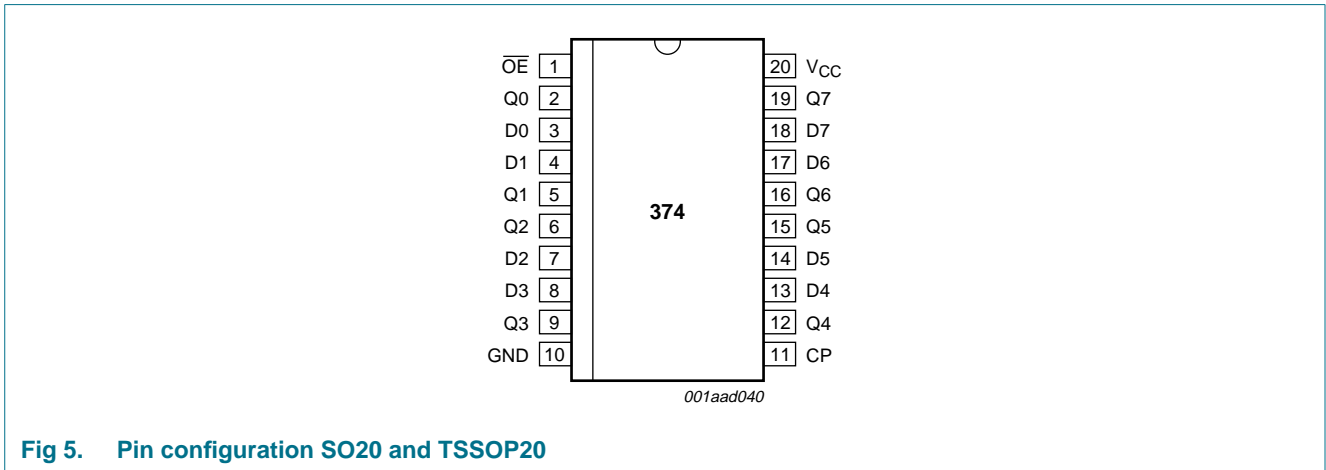 OE 1 20 VCC
Q0 2 19 Q7
D0 3 18 D7
D1 4 17 D6
Q1 5 16 Q6
374
Q2 6 15 Q5
D2 7 14 D5
D3 8 13 D4
Q3 9 12 Q4
GND 10 11 CP
001aad040
Fig 5. Pin configuration SO20 and TSSOP20